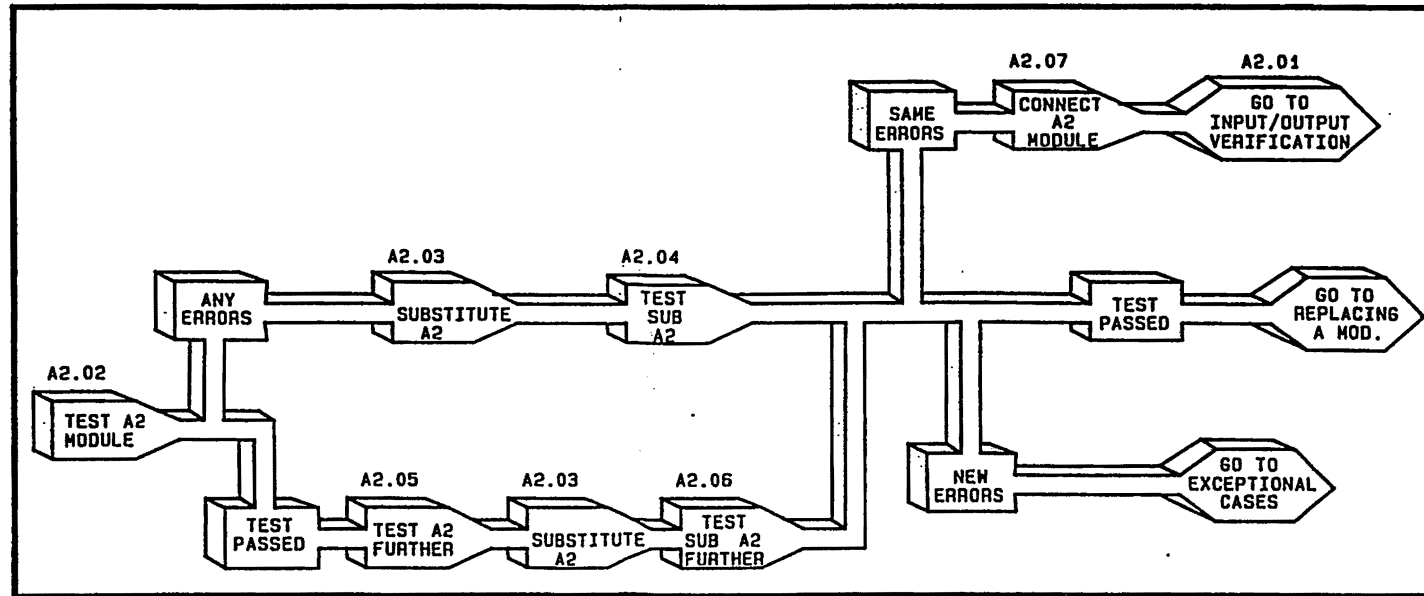 A2.07
A2.01
SAME
ERRORS
CONNECT
A2
MODULE
GO TO
INPUT/OUTPUT
VERIFICATION
A2.03
A2.04
ANY
ERRORS
SUBSTITUTE
A2
TEST
SUB
A2
TEST
PASSED
GO TO
REPLACING
A MOD.
A2.02
TEST A2
MODULE
A2.05
A2.03
A2.06
TEST
PASSED
TEST A2
FURTHER
SUBSTITUTE
A2
TEST
SUB A2
FURTHER
NEW
ERRORS
GO TO
EXCEPTIONAL
CASES